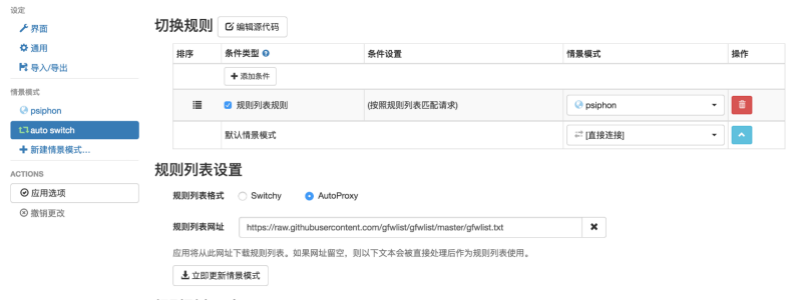 设定
界面
通用
导入/导出
情景模式
psiphon
auto switch
新建情景模式...
ACTIONS
应用选项
撤销更改
切换规则 编辑源代码
排序 条件类型 条件设置 情景模式 操作
添加条件
规则列表规则 (按照规则列表匹配请求) psiphon
默认情景模式 [直接连接]
规则列表设置
规则列表格式 Switchy AutoProxy
规则列表网址 https://raw.githubusercontent.com/gfwlist/gfwlist/master/gfwlist.txt
应用将从此网址下载规则列表。如果网址留空，则以下文本会被直接处理后作为规则列表使用。
立即更新情景模式